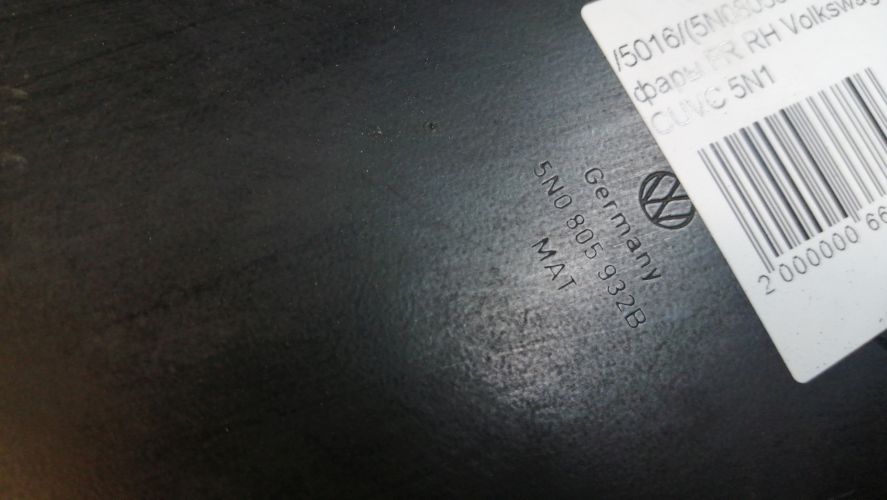 /5016/(5N0805
фары FR RH Volkswag
CUVC 5N1
2 000000 66
Germany
5N0 805 932B
MAT